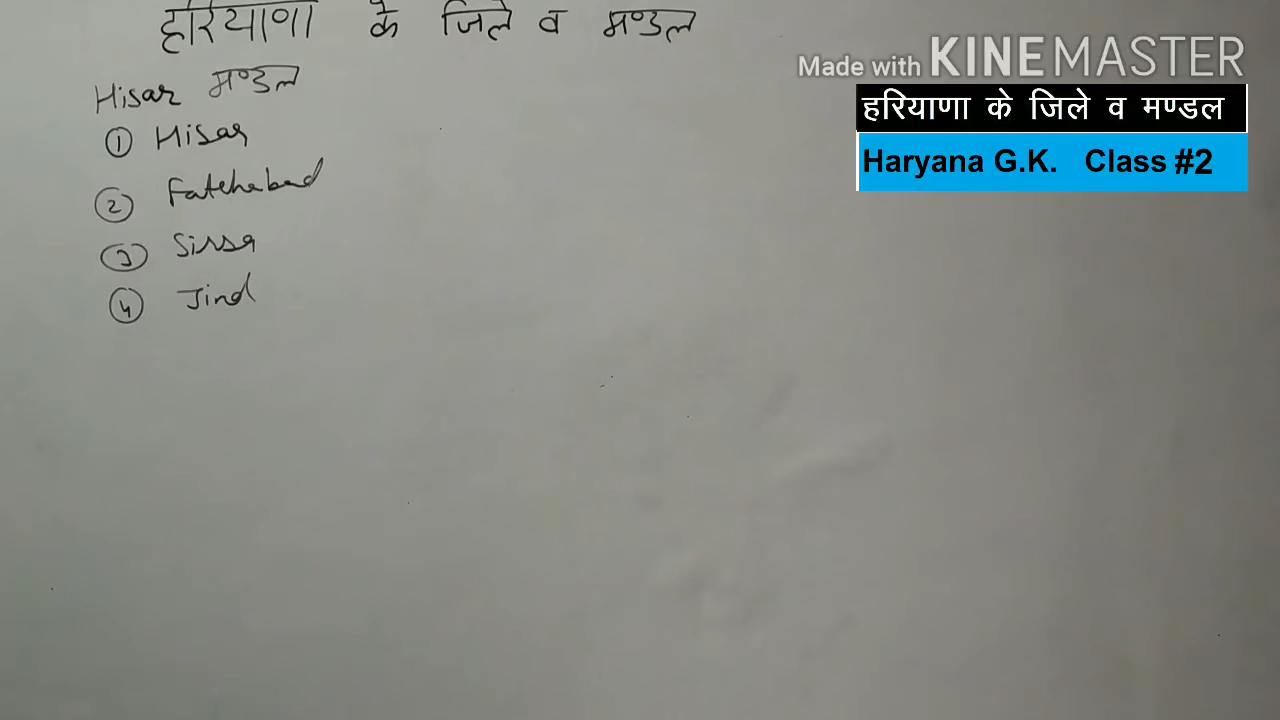 हरियाणा के जिले व मण्डल
Made with KINEMASTER
हरियाणा के जिले व मण्डल
Haryana G.K. Class #2
Hisar मण्डल
① Hisar
② Fatehabad
③ Sirsa
④ Jind